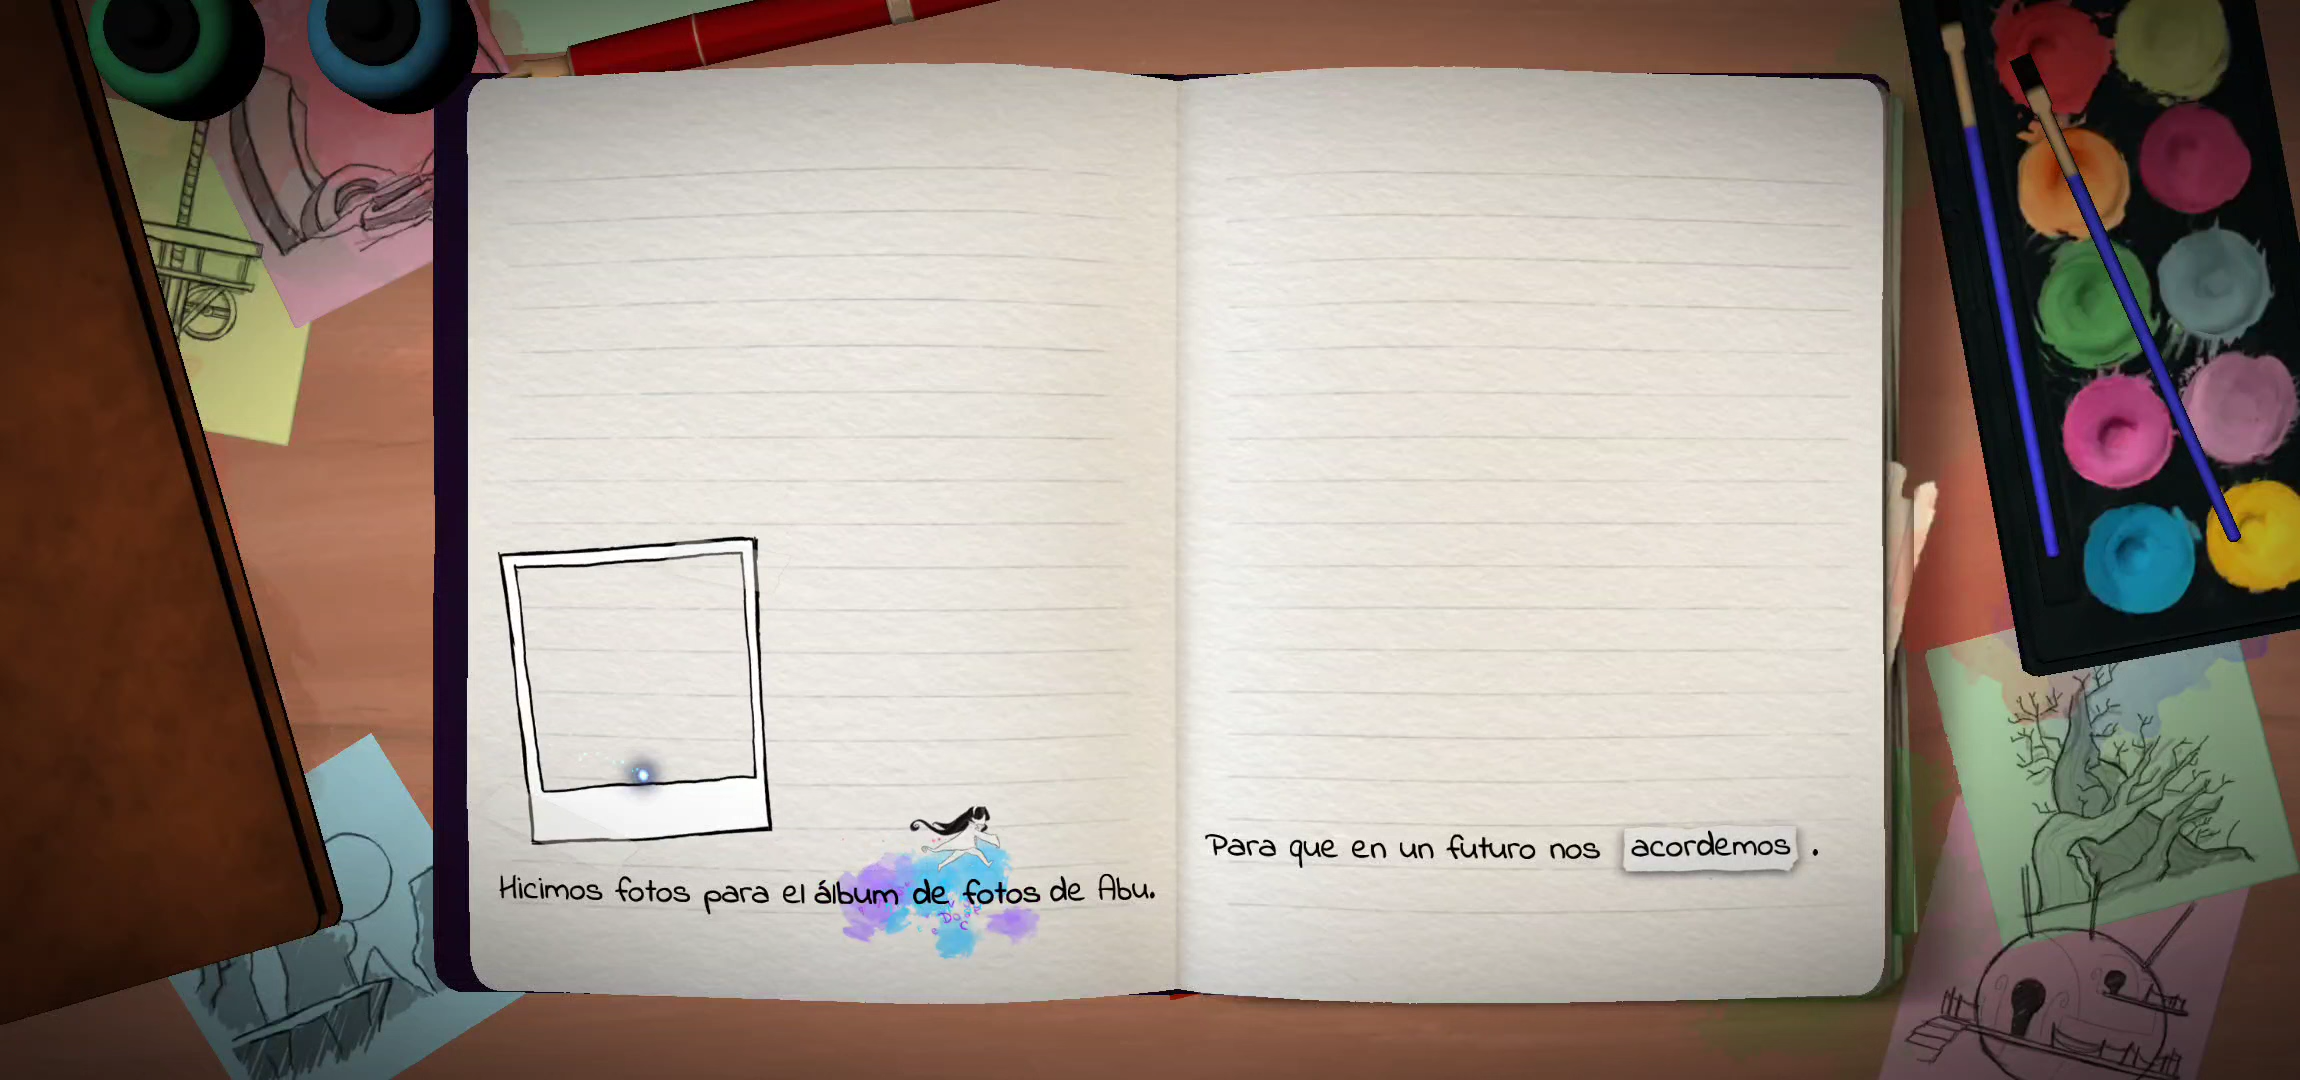 Hicimos fotos para el álbum de fotos de Abu.
Para que en un futuro nos acordemos.